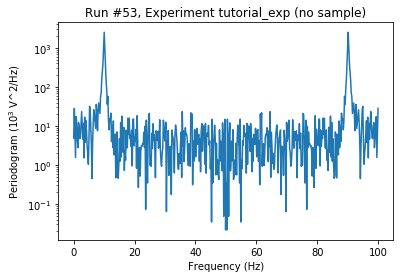 Run #53, Experiment tutorial_exp (no sample)
Periodogram (10³ V^2/Hz)
10³
10²
10¹
10⁰
10⁻¹
0 20 40 60 80 100
Frequency (Hz)